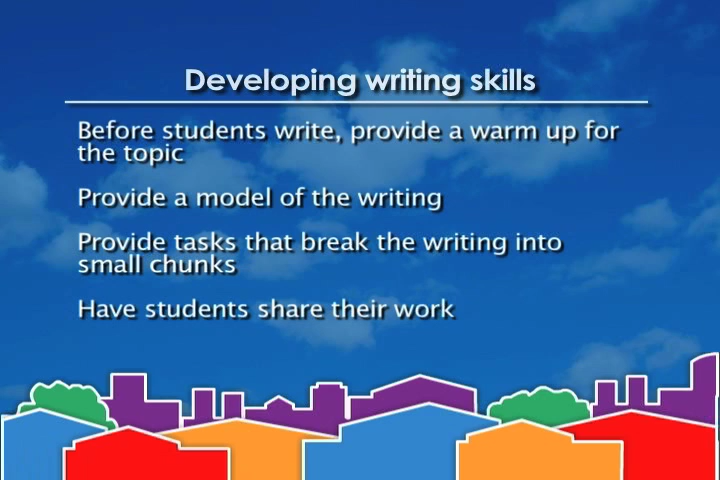 Developing writing skills
Before students write, provide a warm up for
the topic
Provide a model of the writing
Provide tasks that break the writing into
small chunks
Have students share their work